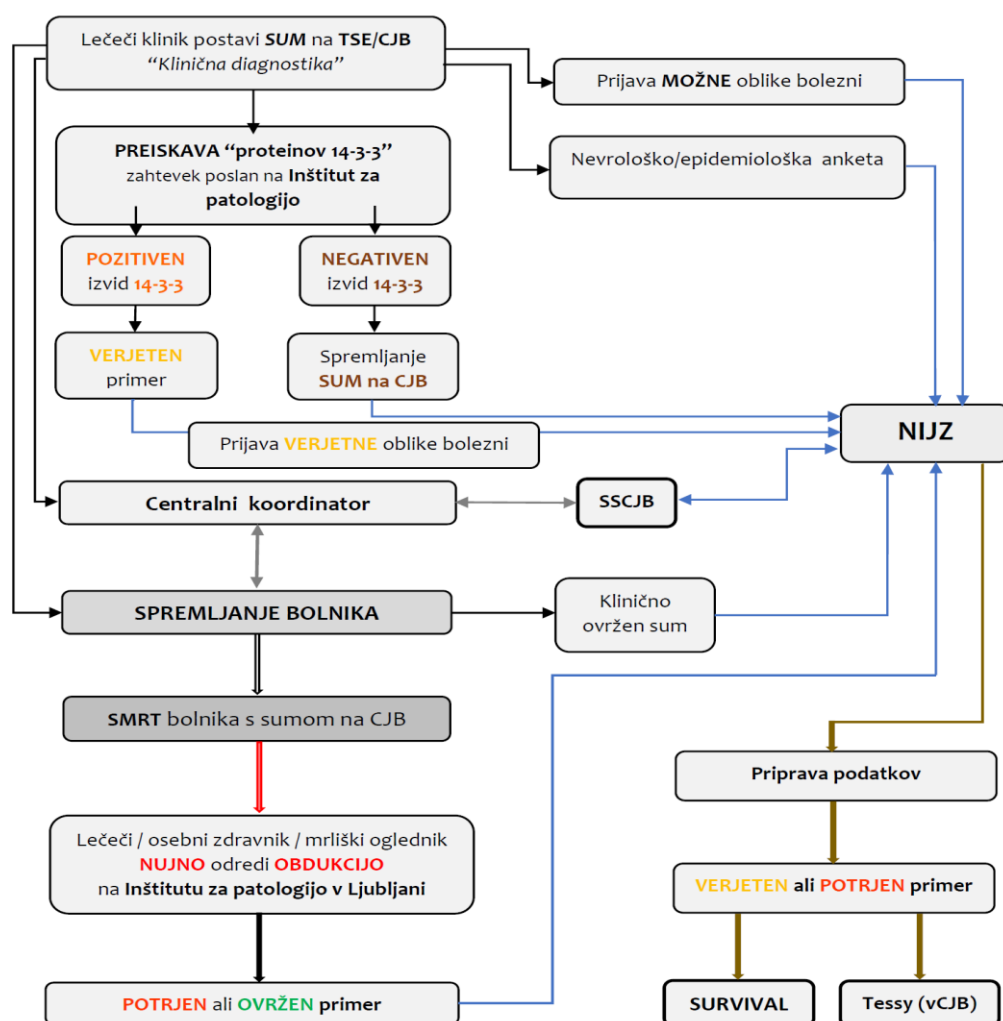 Lečeči klinik postavi SUM na TSE/CJB
“Klinična diagnostika”
Prijava MOŽNE oblike bolezni
PREISKAVA “proteinov 14-3-3”
zahtevek poslan na Inštitut za
patologijo
Nevrološko/epidemiološka anketa
POZITIVEN
izvid 14-3-3
NEGATIVEN
izvid 14-3-3
VERJETEN
primer
Spremljanje
SUM na CJB
NIJZ
Prijava VERJETNE oblike bolezni
Centralni koordinator
SSCJB
SPREMLJANJE BOLNIKA
Klinično
ovržen sum
SMRT bolnika s sumom na CJB
Priprava podatkov
Lečeči / osebni zdravnik / mrliški oglednik
NUJNO odredi OBDUKCIJO
na Inštitutu za patologijo v Ljubljani
VERJETEN ali POTRJEN primer
POTRJEN ali OVRŽEN primer
SURVIVAL
Tessy (vCJB)